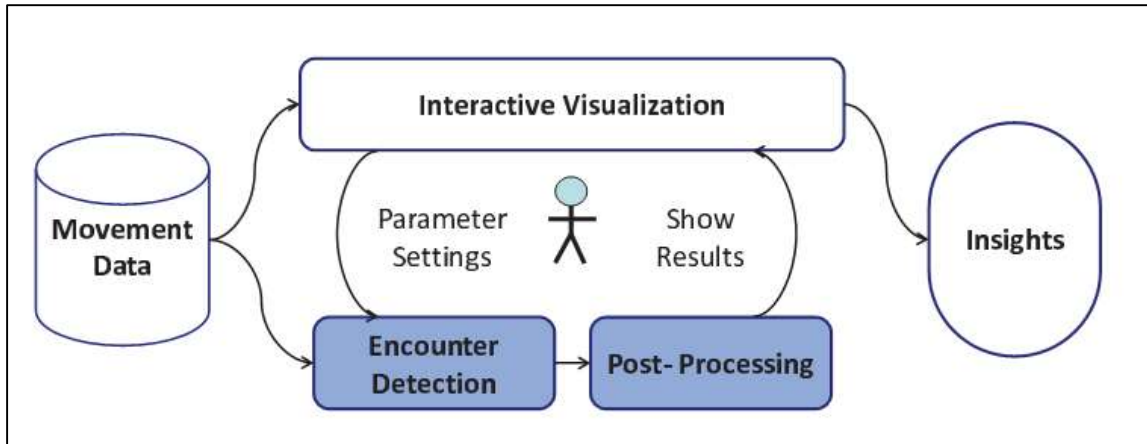 Interactive Visualization
Movement
Data
Parameter
Settings
Show
Results
Insights
Encounter
Detection
Post- Processing